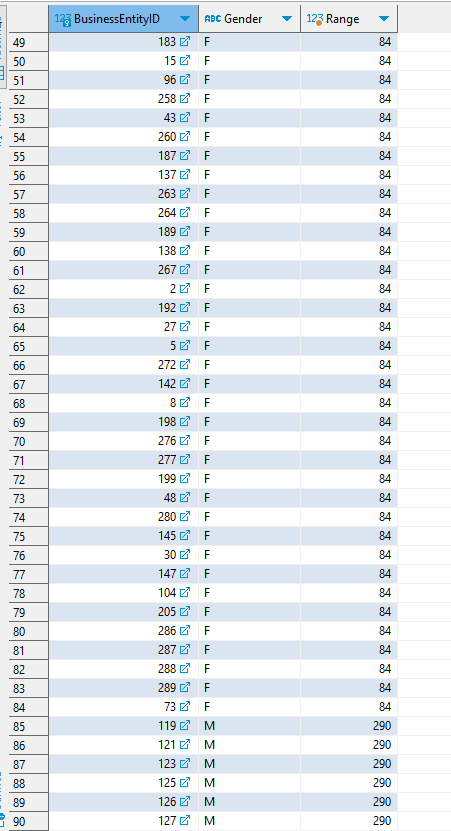 123 BusinessEntityID ABC Gender 123 Range
49 183 F 84
50 15 F 84
51 96 F 84
52 258 F 84
53 43 F 84
54 260 F 84
55 187 F 84
56 137 F 84
57 263 F 84
58 264 F 84
59 189 F 84
60 138 F 84
61 267 F 84
62 2 F 84
63 192 F 84
64 27 F 84
65 5 F 84
66 272 F 84
67 142 F 84
68 8 F 84
69 198 F 84
70 276 F 84
71 277 F 84
72 199 F 84
73 48 F 84
74 280 F 84
75 145 F 84
76 30 F 84
77 147 F 84
78 104 F 84
79 205 F 84
80 286 F 84
81 287 F 84
82 288 F 84
83 289 F 84
84 73 F 84
85 119 M 290
86 121 M 290
87 123 M 290
88 125 M 290
89 126 M 290
90 127 M 290